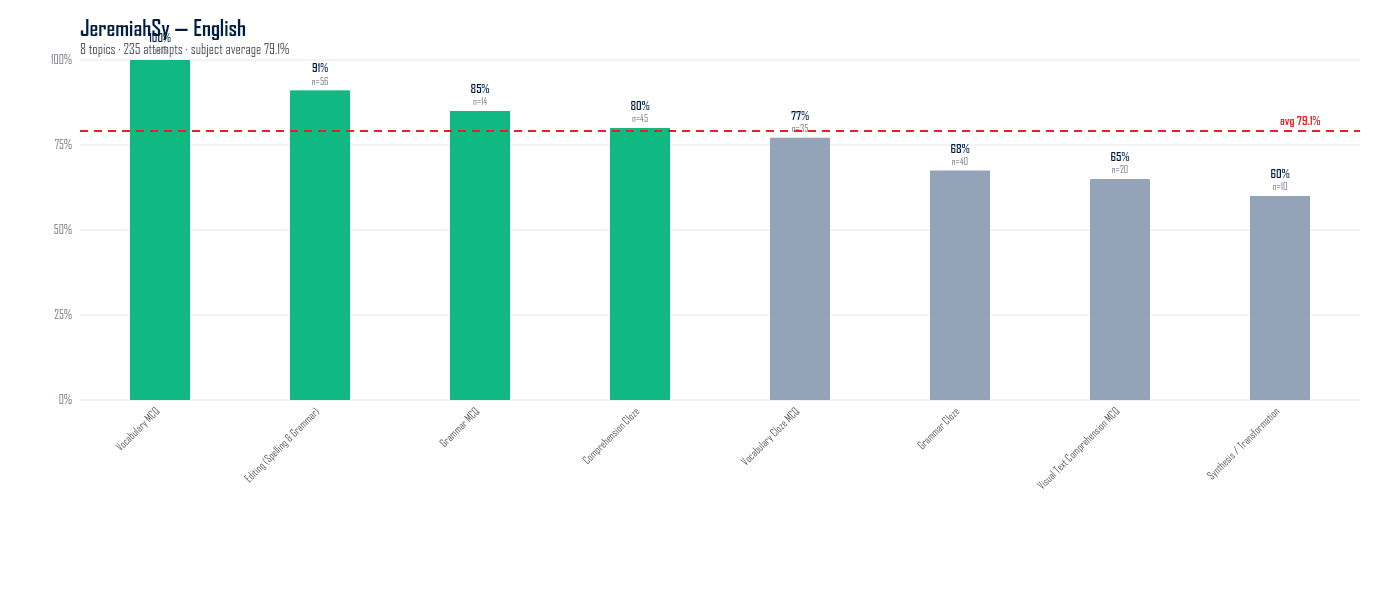 JeremiahSy — English
8 topics · 235 attempts · subject average 79.1%
100%
100%
91%
n=56
85%
n=14
80%
n=45
77%
n=35
68%
n=40
65%
n=20
60%
n=10
avg 79.1%
75%
50%
25%
0%
Vocabulary MCQ
Editing (Spelling & Grammar)
Grammar MCQ
Comprehension Cloze
Vocabulary Cloze MCQ
Grammar Cloze
Visual Text Comprehension MCQ
Synthesis / Transformation